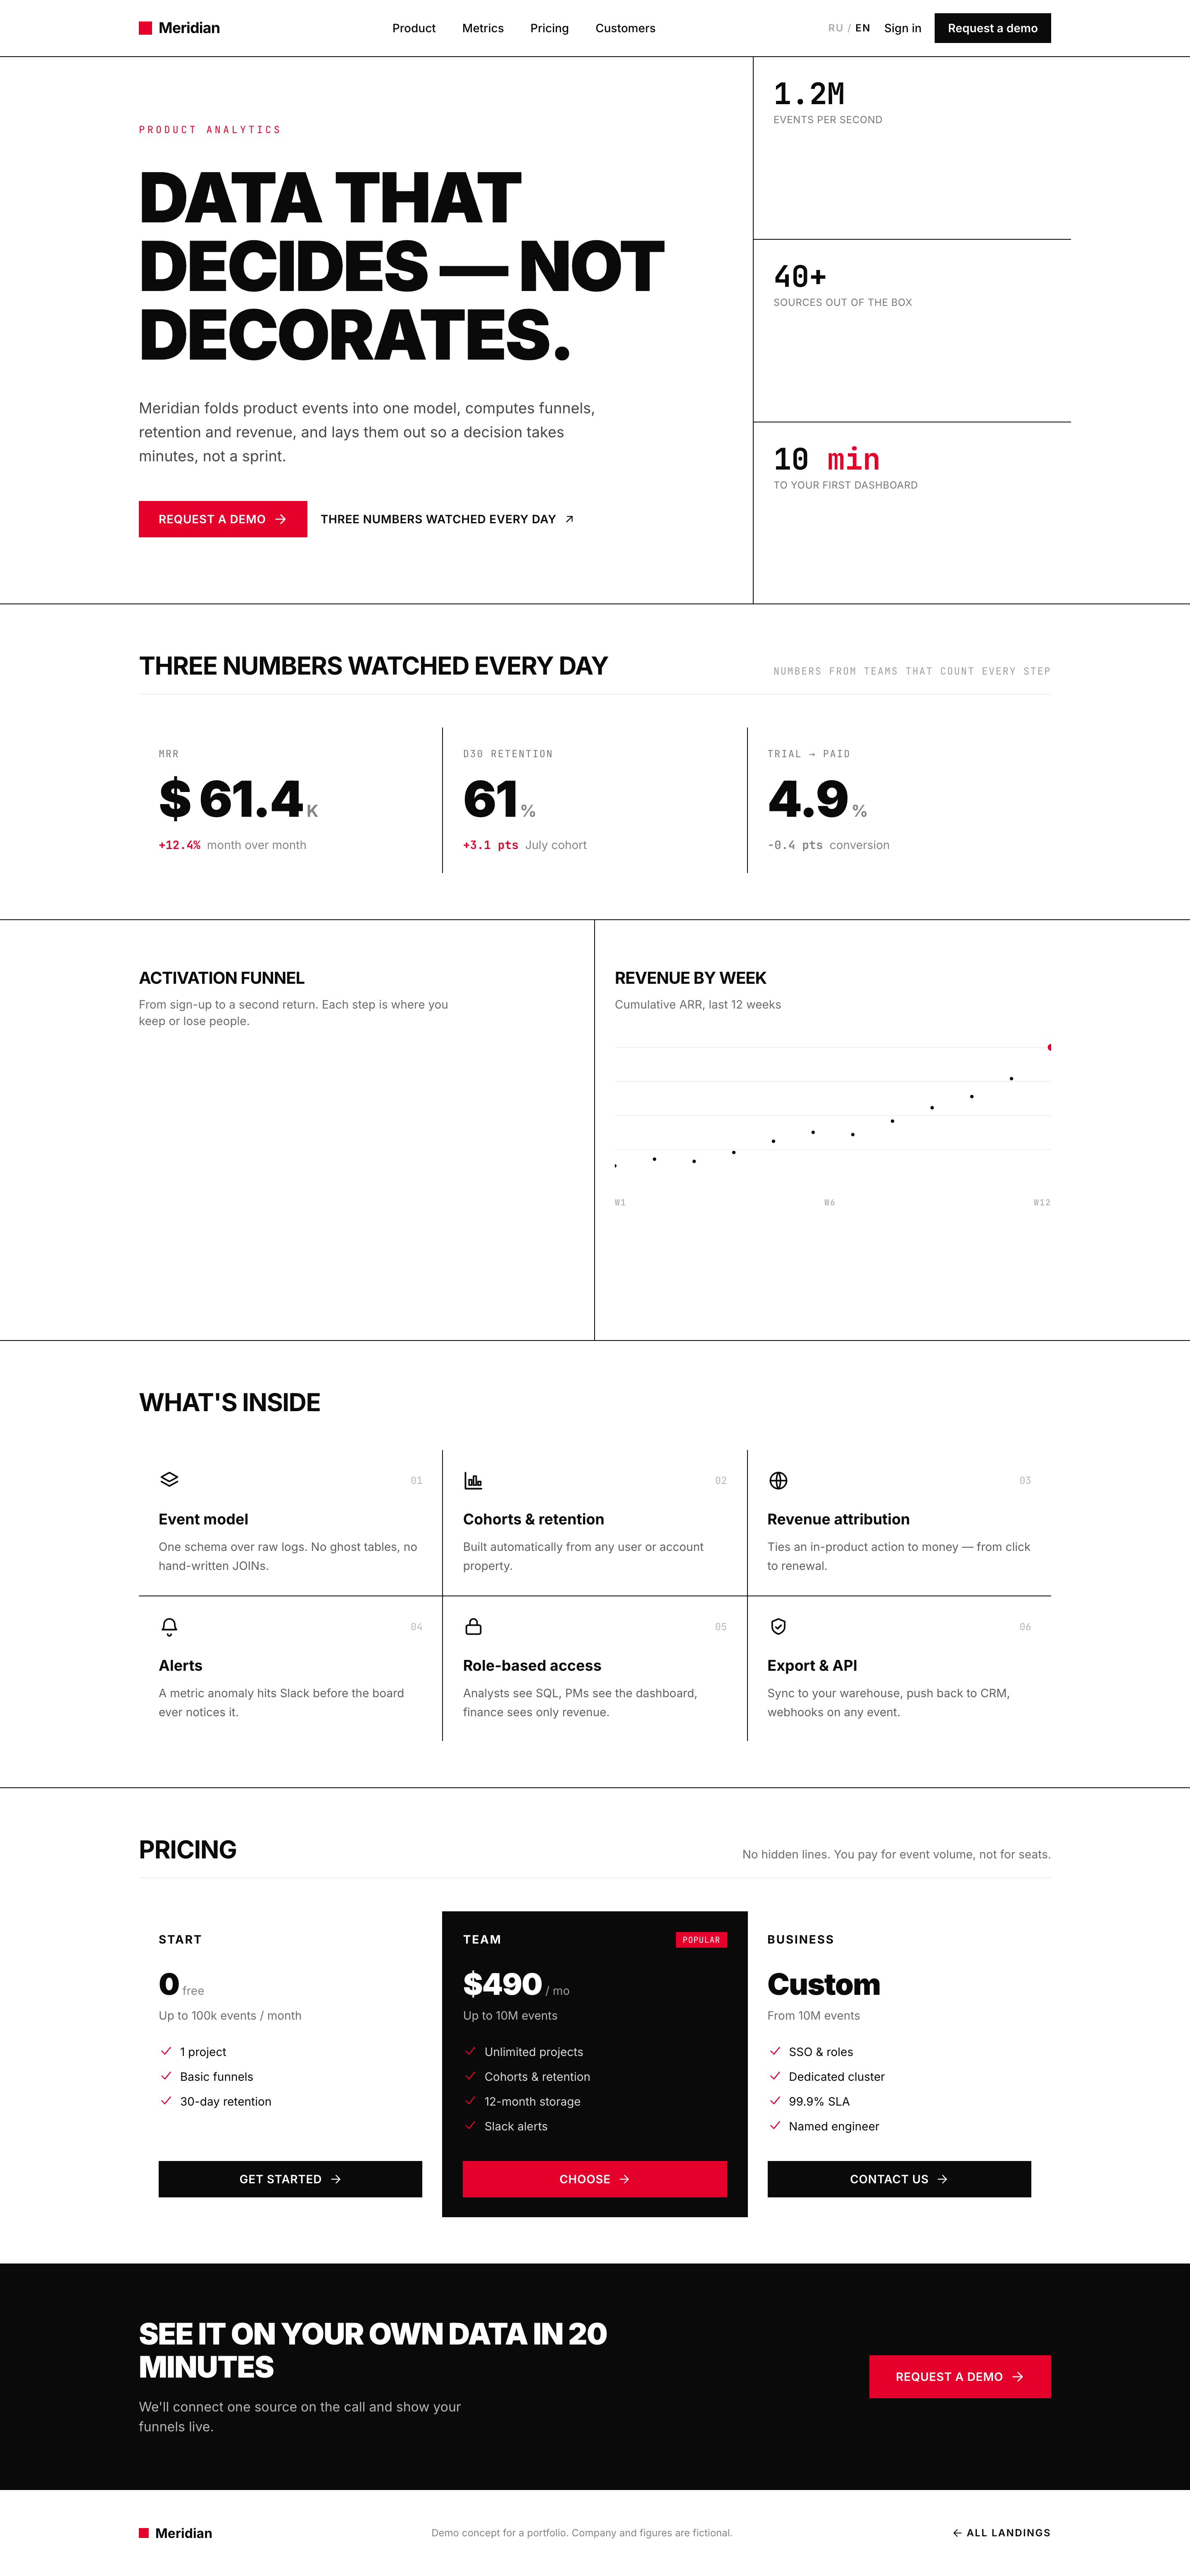 Meridian
Product
Metrics
Pricing
Customers
RU / EN
Sign in
Request a demo
PRODUCT ANALYTICS
DATA THAT
DECIDES — NOT
DECORATES.
Meridian folds product events into one model, computes funnels,
retention and revenue, and lays them out so a decision takes
minutes, not a sprint.
REQUEST A DEMO →
THREE NUMBERS WATCHED EVERY DAY ↗
1.2M
EVENTS PER SECOND
40+
SOURCES OUT OF THE BOX
10 min
TO YOUR FIRST DASHBOARD
THREE NUMBERS WATCHED EVERY DAY
NUMBERS FROM TEAMS THAT COUNT EVERY STEP
MRR
$ 61.4 K
+12.4% month over month
D30 RETENTION
61 %
+3.1 pts July cohort
TRIAL → PAID
4.9 %
-0.4 pts conversion
ACTIVATION FUNNEL
From sign-up to a second return. Each step is where you
keep or lose people.
REVENUE BY WEEK
Cumulative ARR, last 12 weeks
W1
W6
W12
WHAT'S INSIDE
01
Event model
One schema over raw logs. No ghost tables, no
hand-written JOINs.
02
Cohorts & retention
Built automatically from any user or account
property.
03
Revenue attribution
Ties an in-product action to money — from click
to renewal.
04
Alerts
A metric anomaly hits Slack before the board
ever notices it.
05
Role-based access
Analysts see SQL, PMs see the dashboard,
finance sees only revenue.
06
Export & API
Sync to your warehouse, push back to CRM,
webhooks on any event.
PRICING
No hidden lines. You pay for event volume, not for seats.
START
0 free
Up to 100k events / month
1 project
Basic funnels
30-day retention
GET STARTED →
TEAM
POPULAR
$490 / mo
Up to 10M events
Unlimited projects
Cohorts & retention
12-month storage
Slack alerts
CHOOSE →
BUSINESS
Custom
From 10M events
SSO & roles
Dedicated cluster
99.9% SLA
Named engineer
CONTACT US →
SEE IT ON YOUR OWN DATA IN 20
MINUTES
We'll connect one source on the call and show your
funnels live.
REQUEST A DEMO →
Meridian
Demo concept for a portfolio. Company and figures are fictional.
← ALL LANDINGS